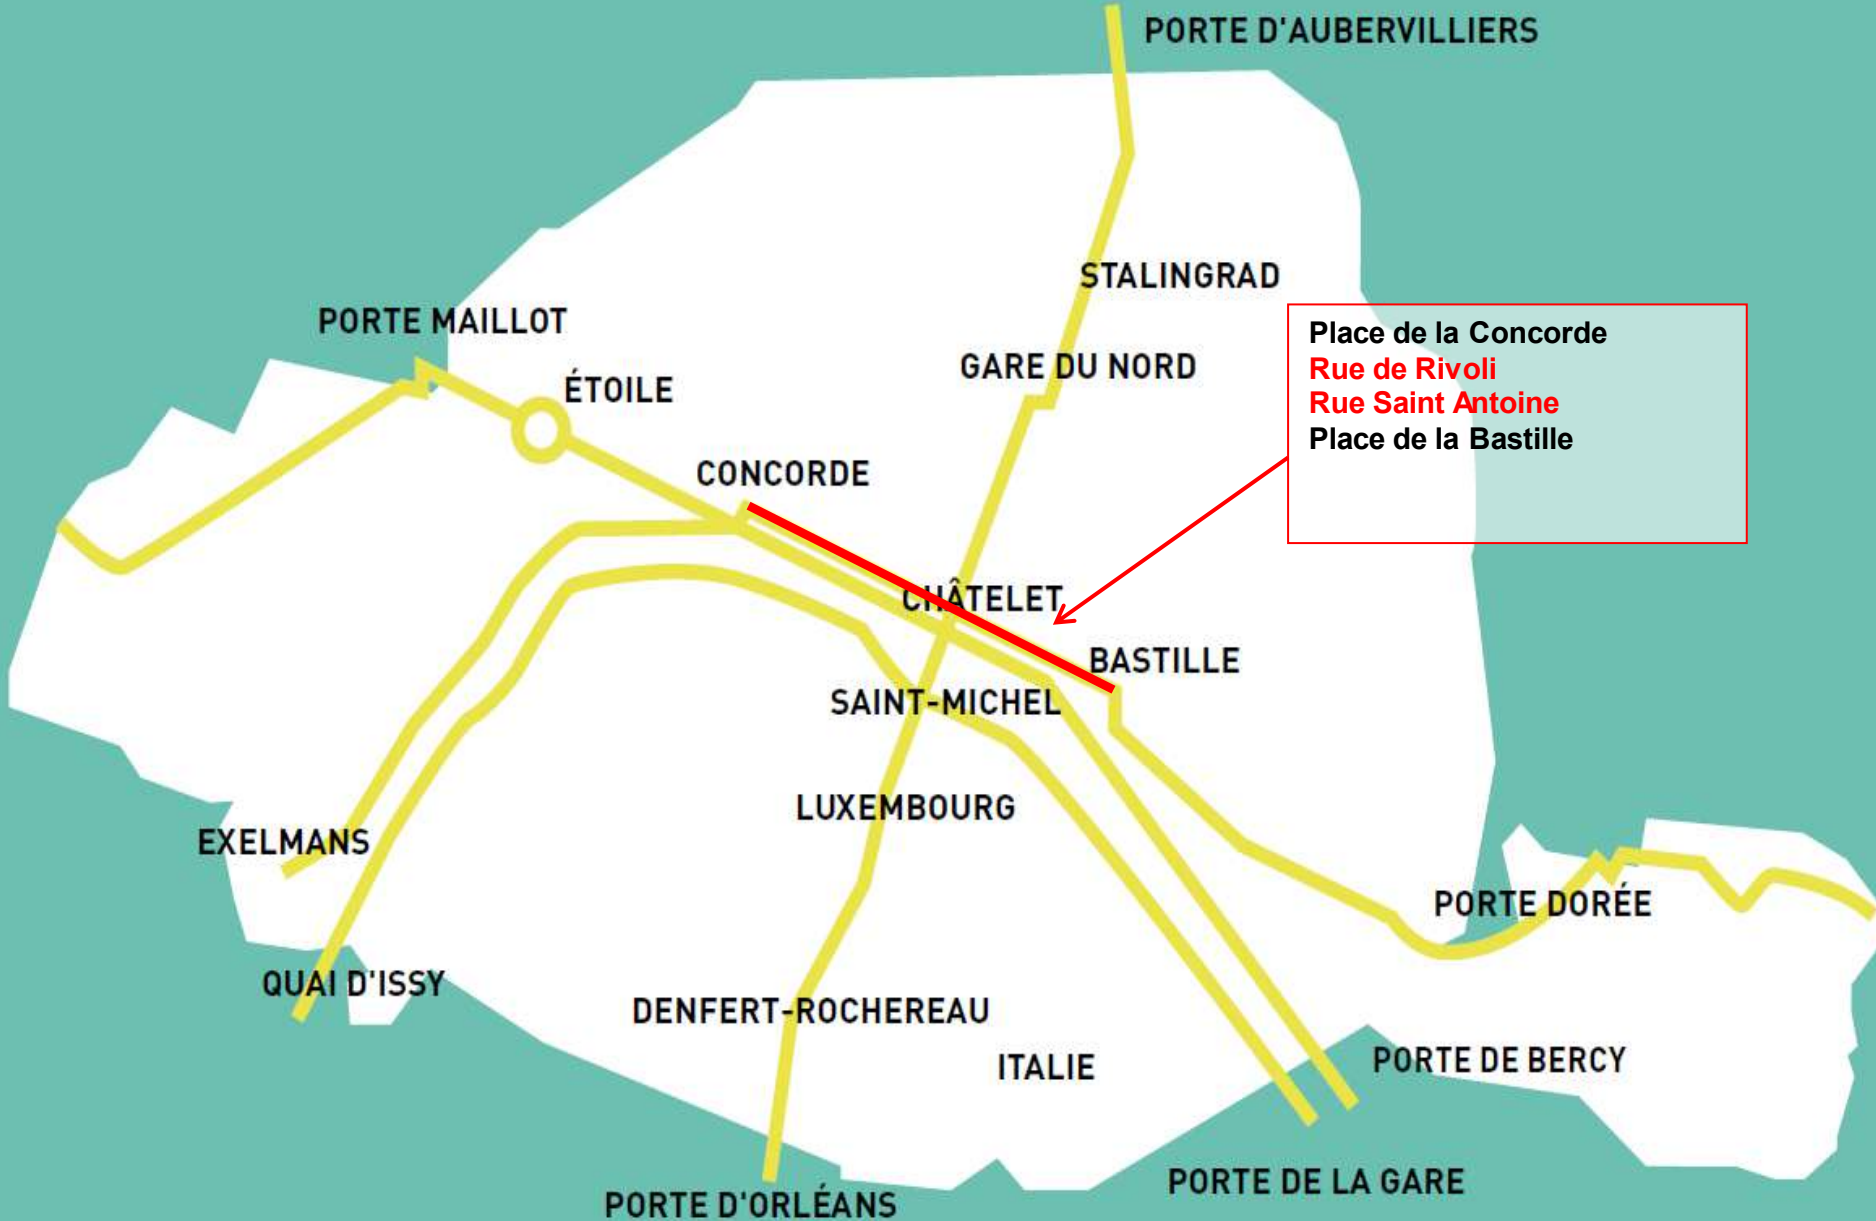 PORTE D'AUBERVILLIERS
STALINGRAD
PORTE MAILLOT
Place de la Concorde
Rue de Rivoli
Rue Saint Antoine
Place de la Bastille
GARE DU NORD
ÉTOILE
CONCORDE
CHÂTELET
BASTILLE
SAINT-MICHEL
LUXEMBOURG
EXELMANS
PORTE DORÉE
QUAI D'ISSY
DENFERT-ROCHEREAU
ITALIE
PORTE DE BERCY
PORTE DE LA GARE
PORTE D'ORLÉANS